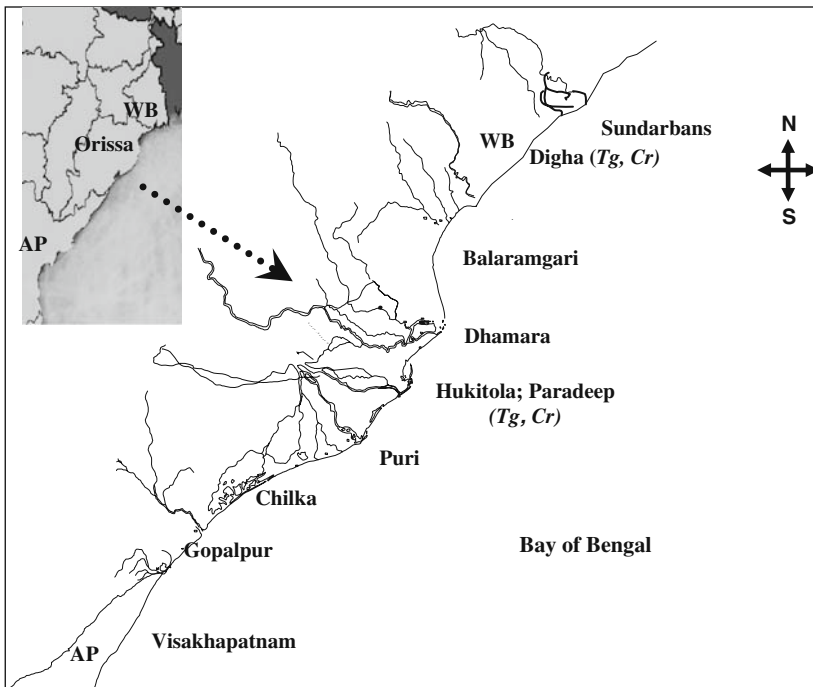 WB
Orissa
AP
WB
Sundarbans
Digha (Tg, Cr)
N
S
Balaramgari
Dhamara
Hukitola; Paradeep
(Tg, Cr)
Puri
Chilka
Gopalpur
Bay of Bengal
Visakhapatnam
AP